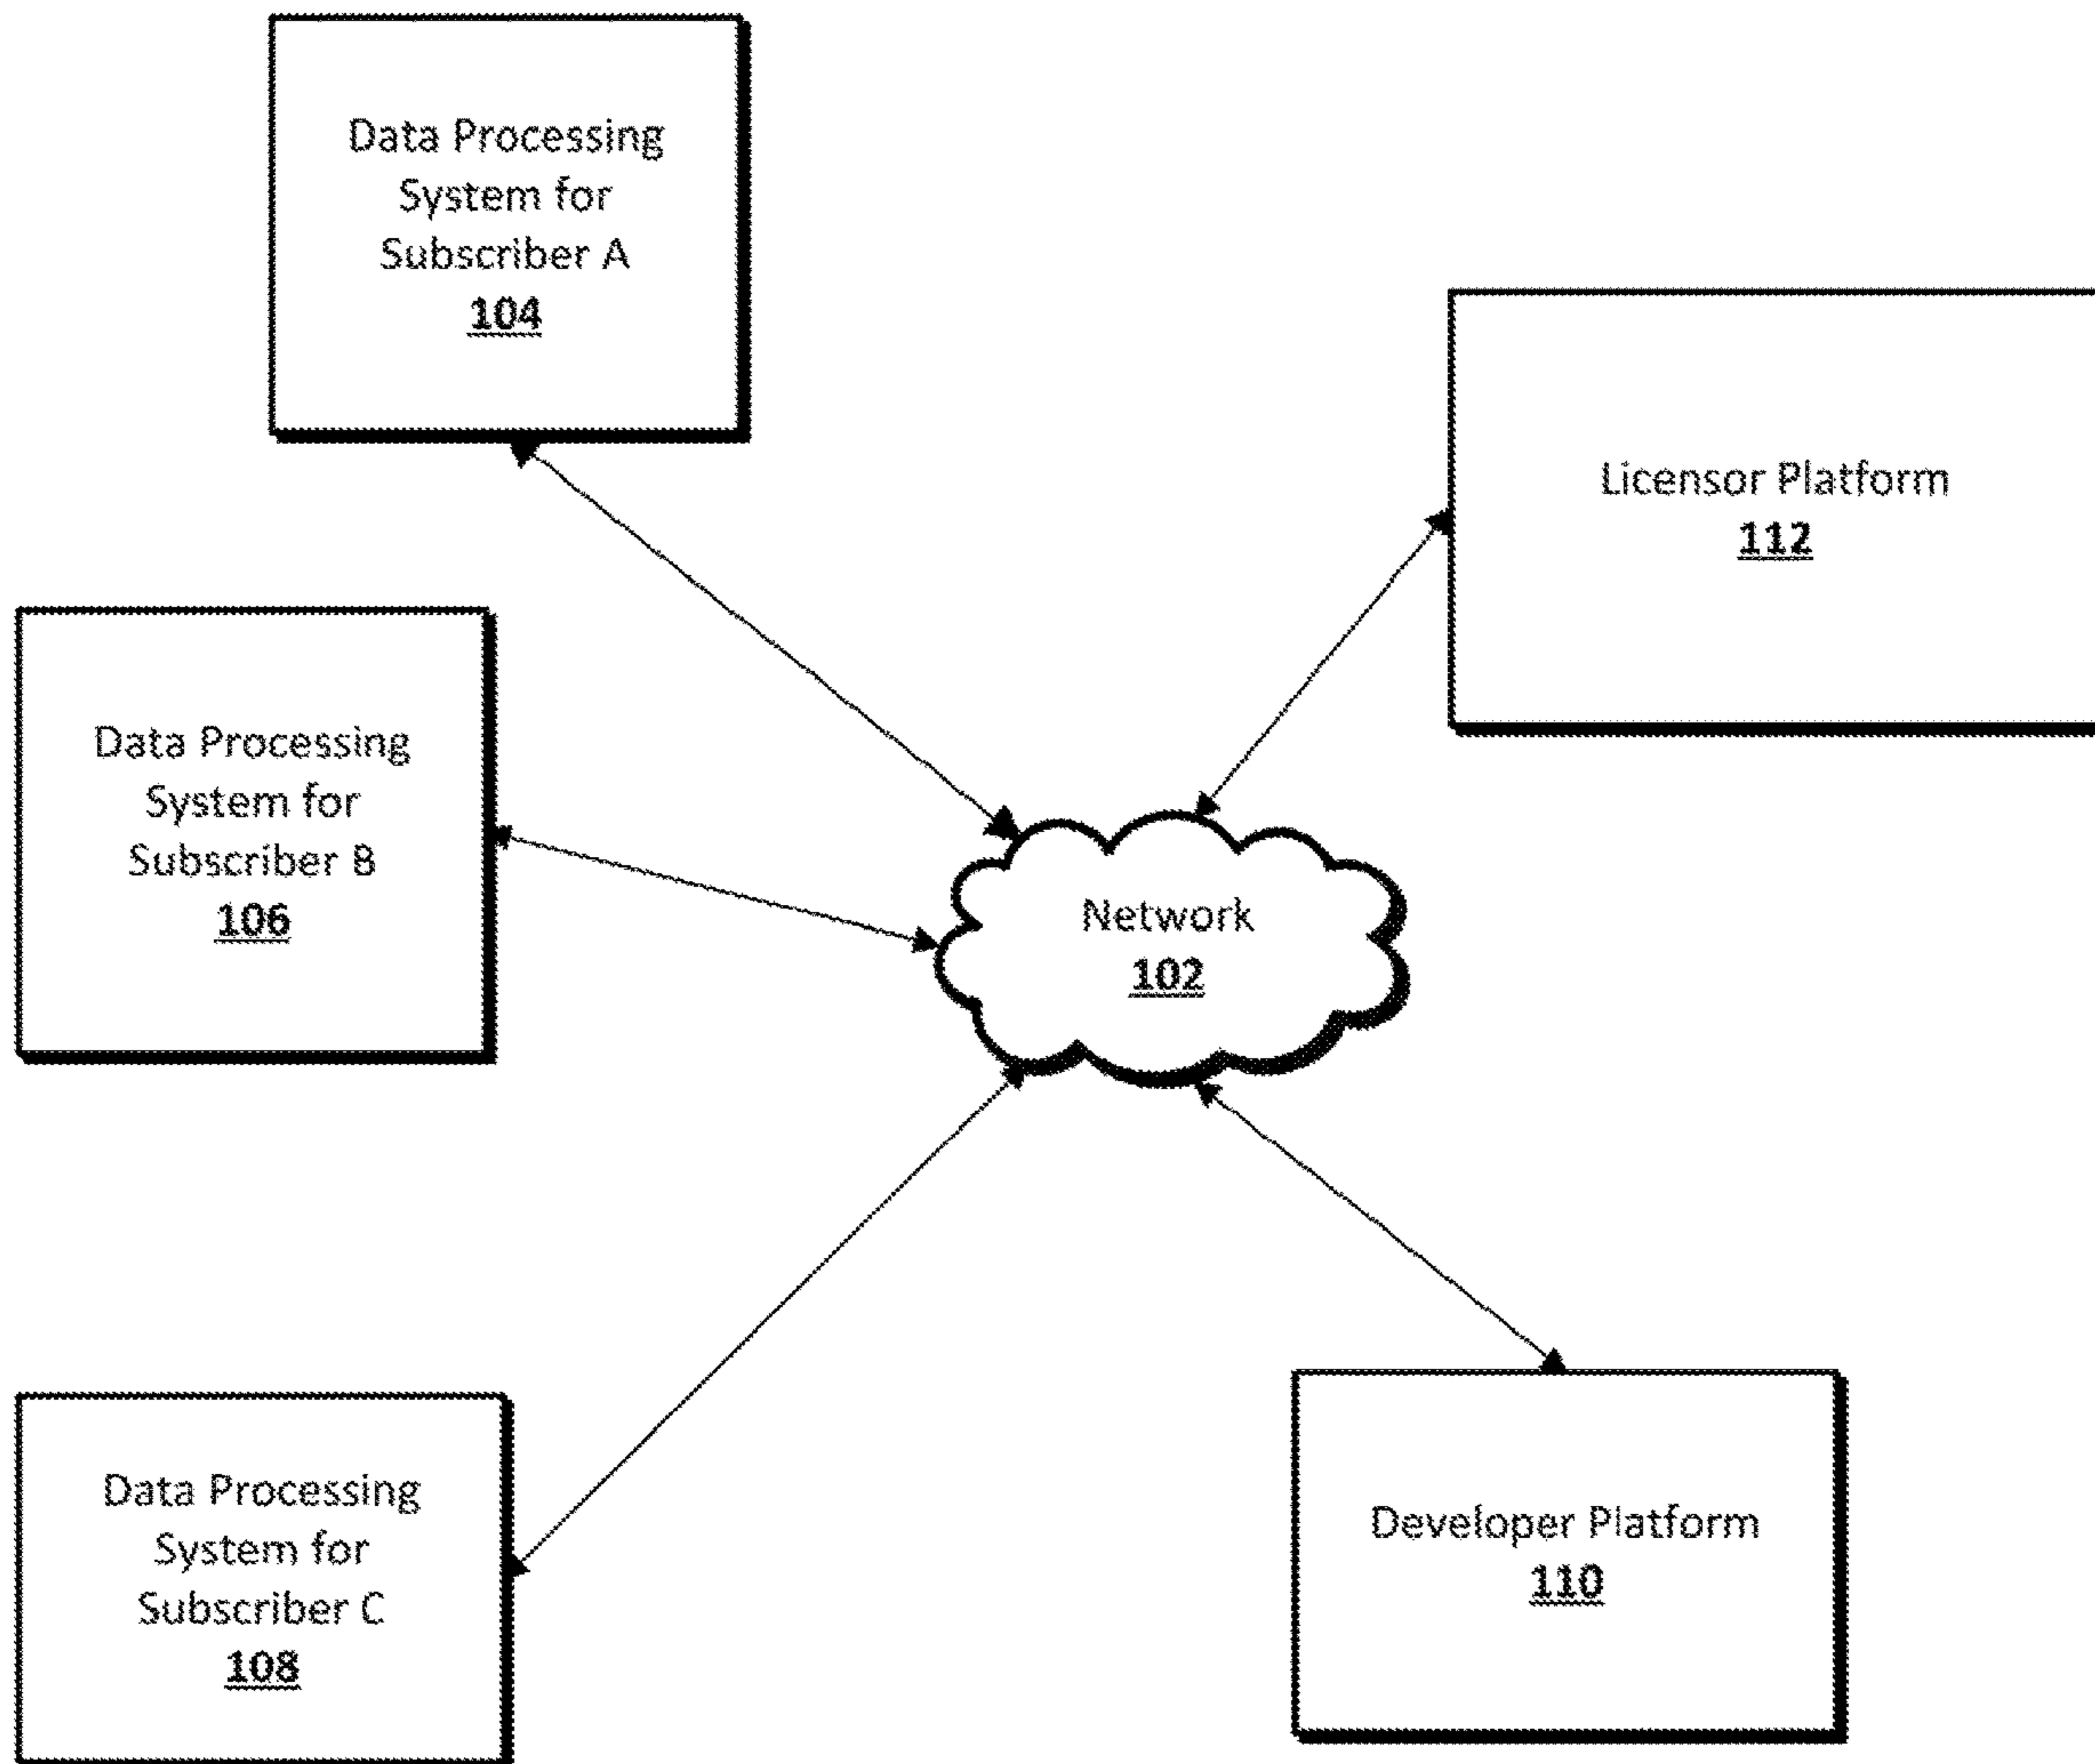 Data Processing
System for
Subscriber A
104
Licensor Platform
112
Data Processing
System for
Subscriber B
106
Network
102
Data Processing
System for
Subscriber C
108
Developer Platform
110